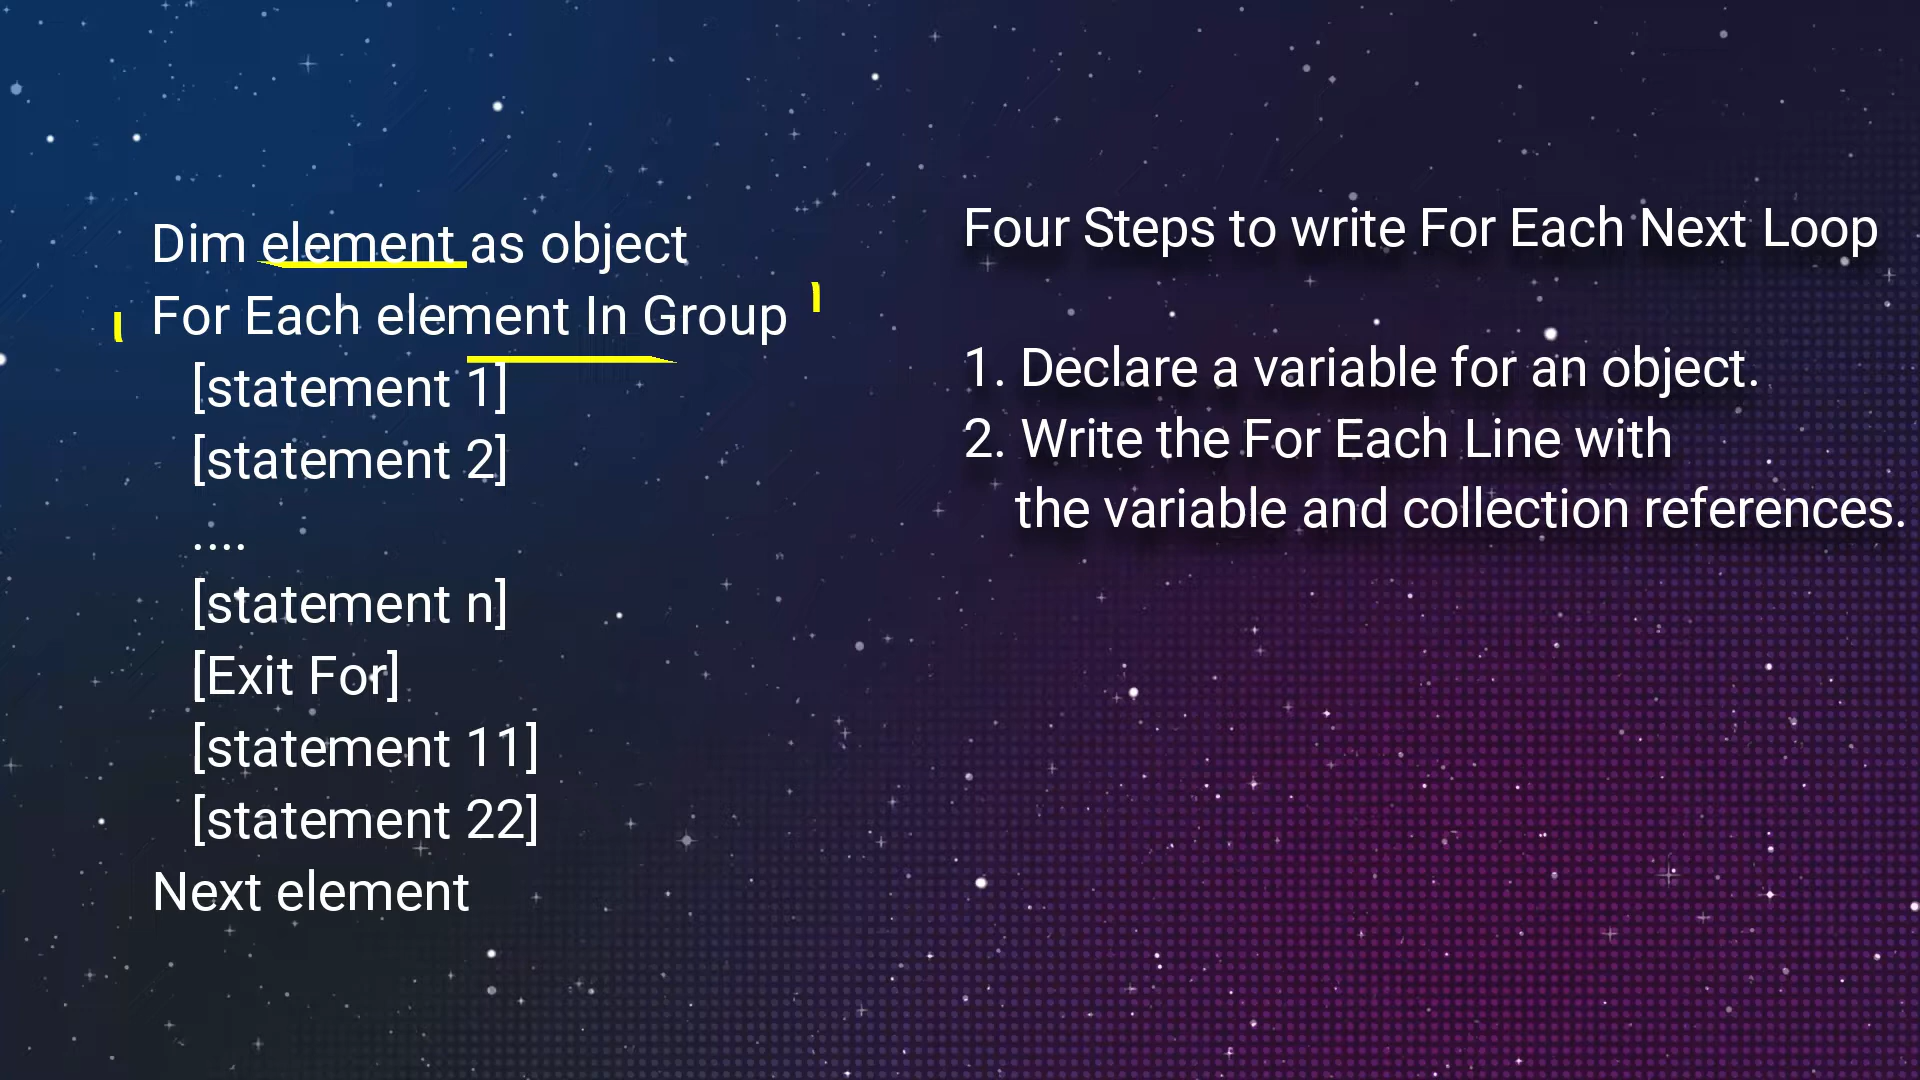 Dim element as object
For Each element In Group
[statement 1]
[statement 2]
....
[statement n]
[Exit For]
[statement 11]
[statement 22]
Next element
Four Steps to write For Each Next Loop
1. Declare a variable for an object.
2. Write the For Each Line with
the variable and collection references.